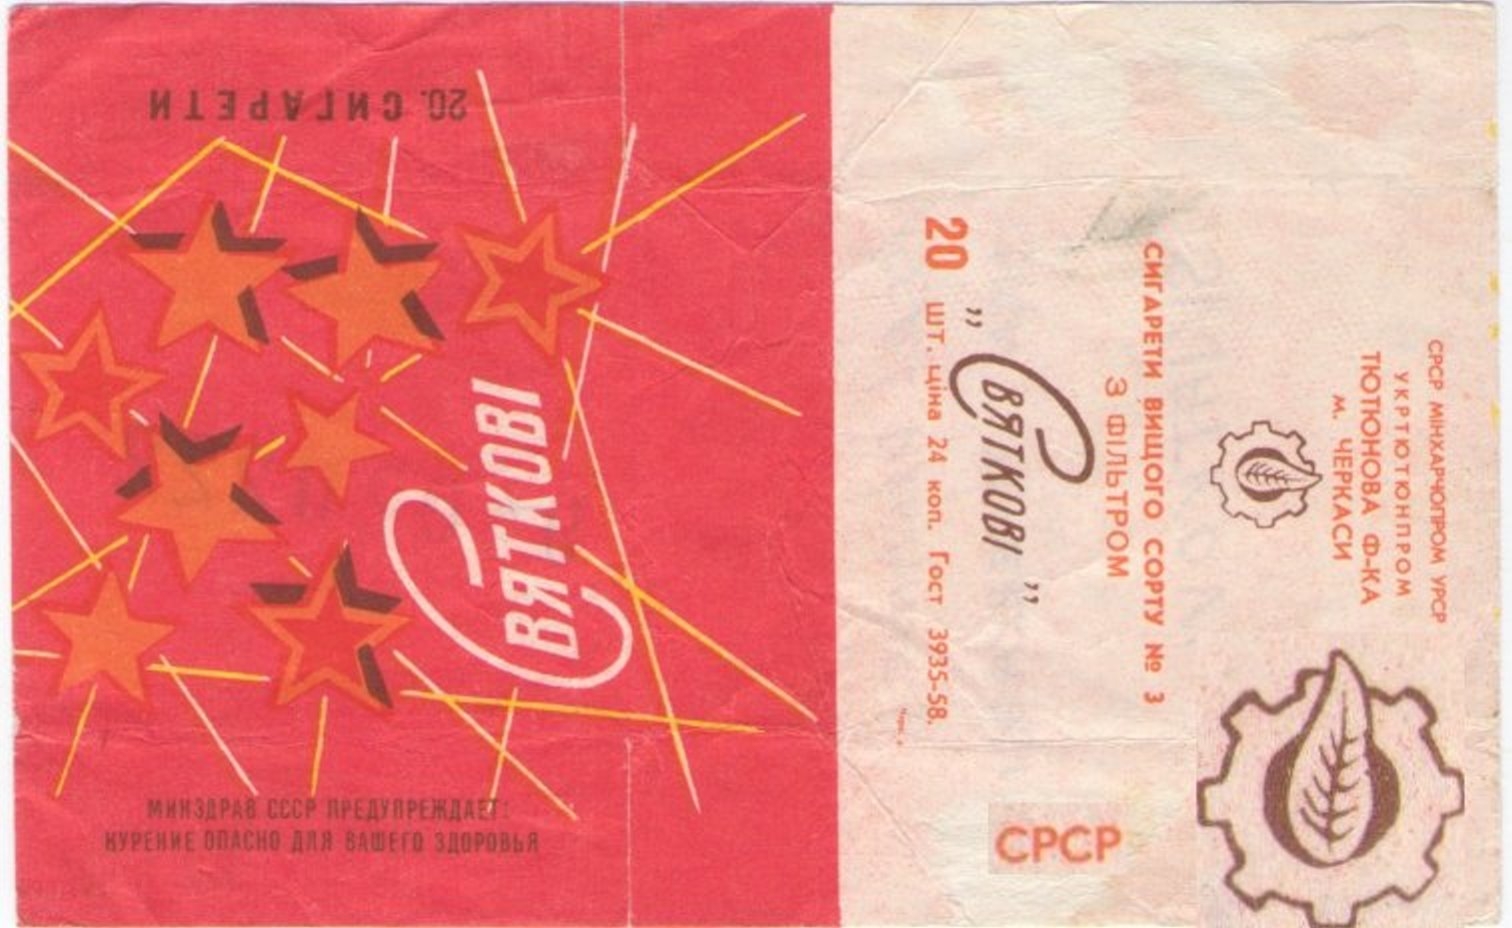 20. СИГАРЕТИ
СВЯТКОВІ
МИНЗДРАВ СССР ПРЕДУПРЕЖДАЕТ:
КУРЕНИЕ ОПАСНО ДЛЯ ВАШЕГО ЗДОРОВЬЯ
СРСР МІНХАРЧОПРОМ УРСР
УКРТЮТЮНПРОМ
ТЮТЮНОВА Ф-КА
м. ЧЕРКАСИ
СИГАРЕТИ ВИЩОГО СОРТУ № 3
З ФІЛЬТРОМ
"СВЯТКОВІ"
20 шт. ціна 24 коп. Гост 3935-58.
СРСР